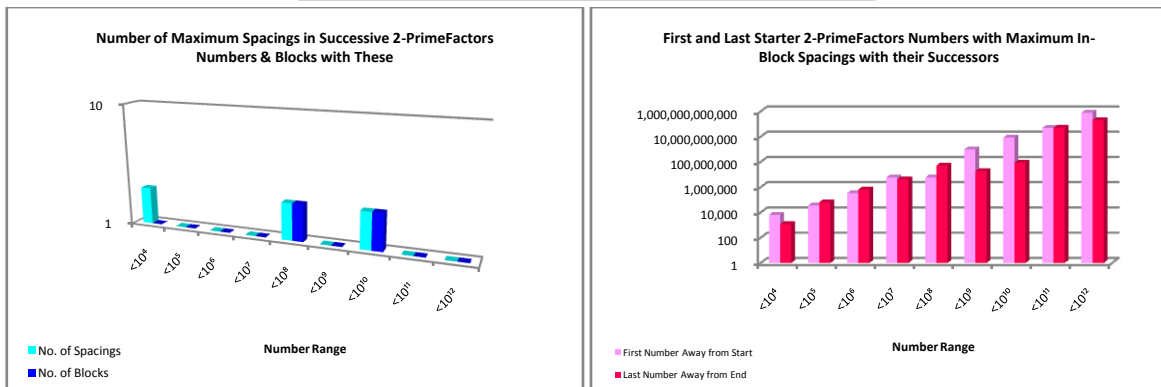 Number of Maximum Spacings in Successive 2-PrimeFactors
Numbers & Blocks with These
10
1
<10⁴
<10⁵
<10⁶
<10⁷
<10⁸
<10⁹
<10¹⁰
<10¹¹
<10¹²
Number Range
No. of Spacings
No. of Blocks
First and Last Starter 2-PrimeFactors Numbers with Maximum In-
Block Spacings with their Successors
1,000,000,000,000
10,000,000,000
100,000,000
1,000,000
10,000
100
1
<10⁴
<10⁵
<10⁶
<10⁷
<10⁸
<10⁹
<10¹⁰
<10¹¹
<10¹²
Number Range
First Number Away from Start
Last Number Away from End